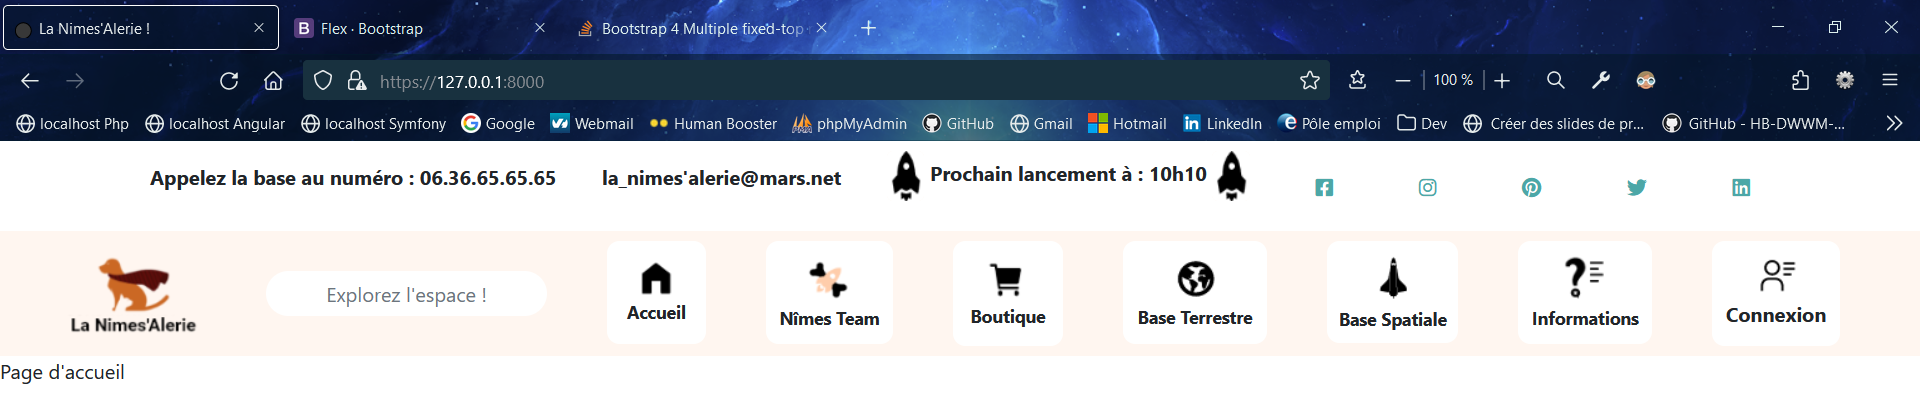 La Nimes'Alerie !
Flex · Bootstrap
Bootstrap 4 Multiple fixed-top
https://127.0.0.1:8000
100 %
localhost Php
localhost Angular
localhost Symfony
Google
Webmail
Human Booster
phpMyAdmin
GitHub
Gmail
Hotmail
LinkedIn
Pôle emploi
Dev
Créer des slides de pr...
GitHub - HB-DWWM-...
Appelez la base au numéro : 06.36.65.65.65
la_nimes'alerie@mars.net
Prochain lancement à : 10h10
La Nimes'Alerie
Explorez l'espace !
Accueil
Nîmes Team
Boutique
Base Terrestre
Base Spatiale
Informations
Connexion
Page d'accueil